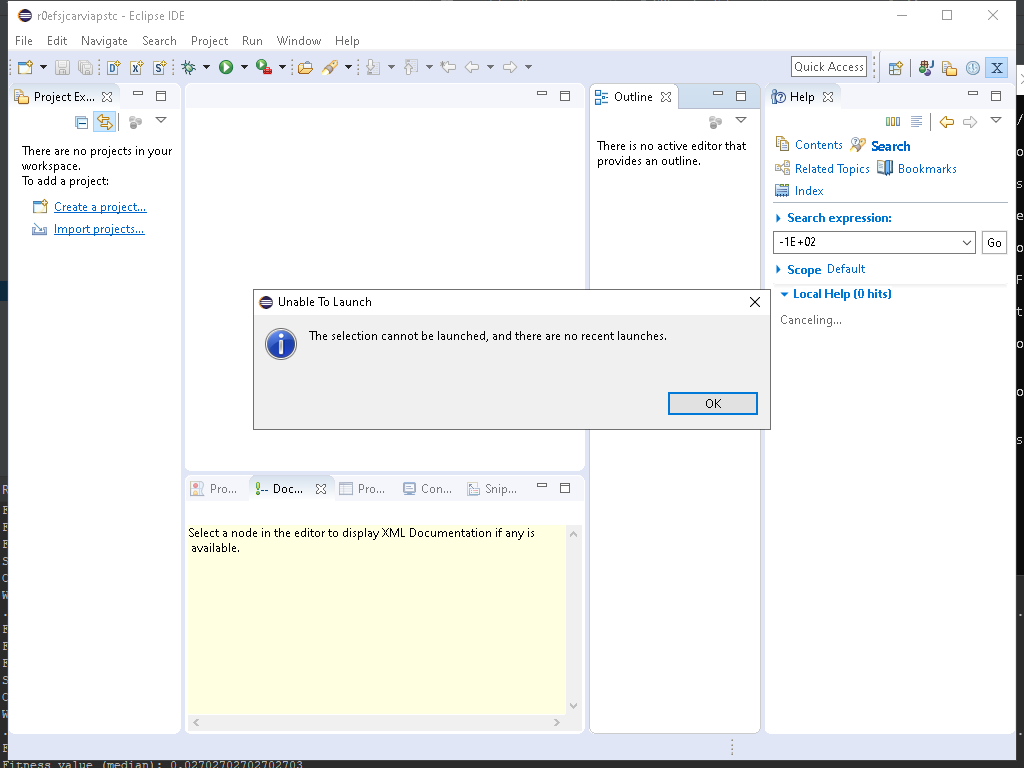 r0efsjcarviapstc - Eclipse IDE
File Edit Navigate Search Project Run Window Help
Quick Access
Project Ex...
There are no projects in your
workspace.
To add a project:
Create a project...
Import projects...
Outline
There is no active editor that
provides an outline.
Help
Contents Search
Related Topics Bookmarks
Index
Search expression:
-1E+02 Go
Scope Default
Local Help (0 hits)
Canceling...
Unable To Launch
The selection cannot be launched, and there are no recent launches.
OK
Pro... Doc... Pro... Con... Snip...
Select a node in the editor to display XML Documentation if any is
available.
Fitness value (median): 0.02702702702702703